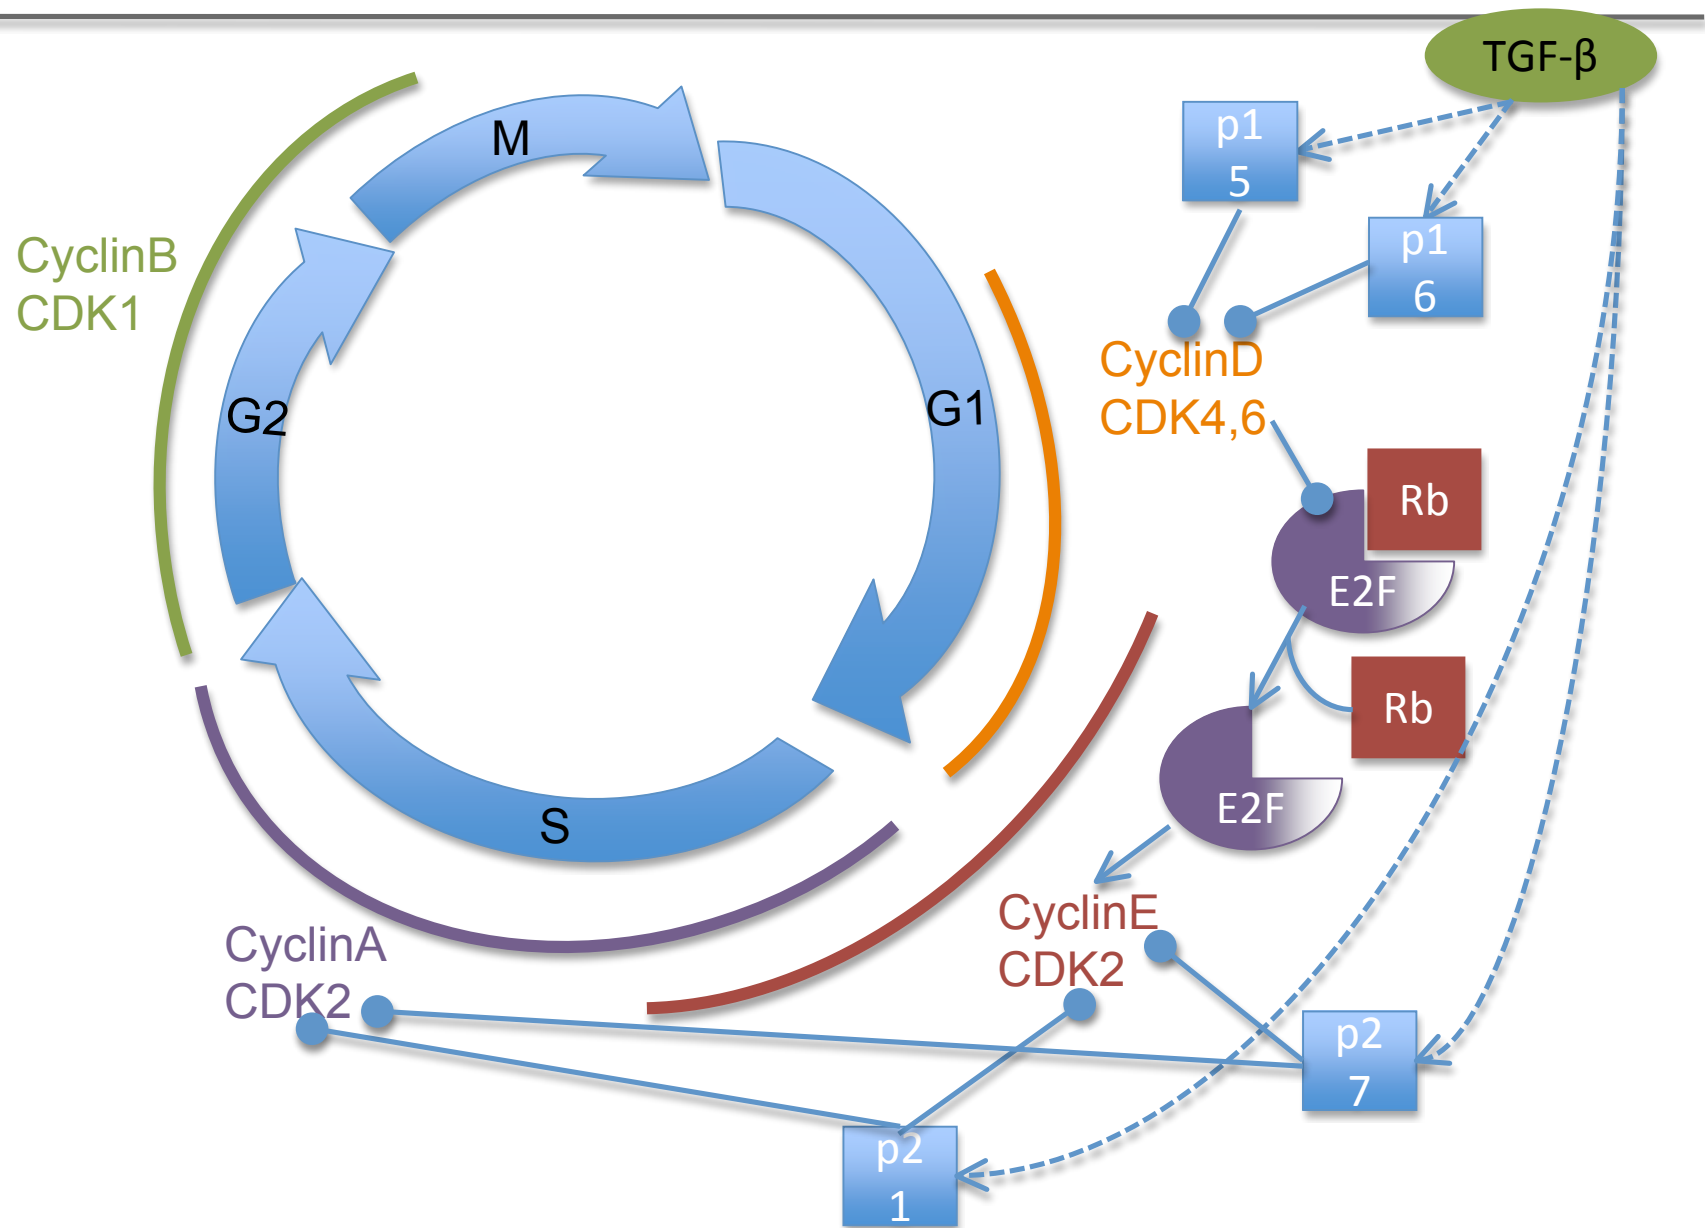 TGF-β
p1
5
p1
6
M
CyclinB
CDK1
G2
G1
CyclinD
CDK4,6
Rb
E2F
Rb
E2F
S
CyclinA
CDK2
CyclinE
CDK2
p2
7
p2
1